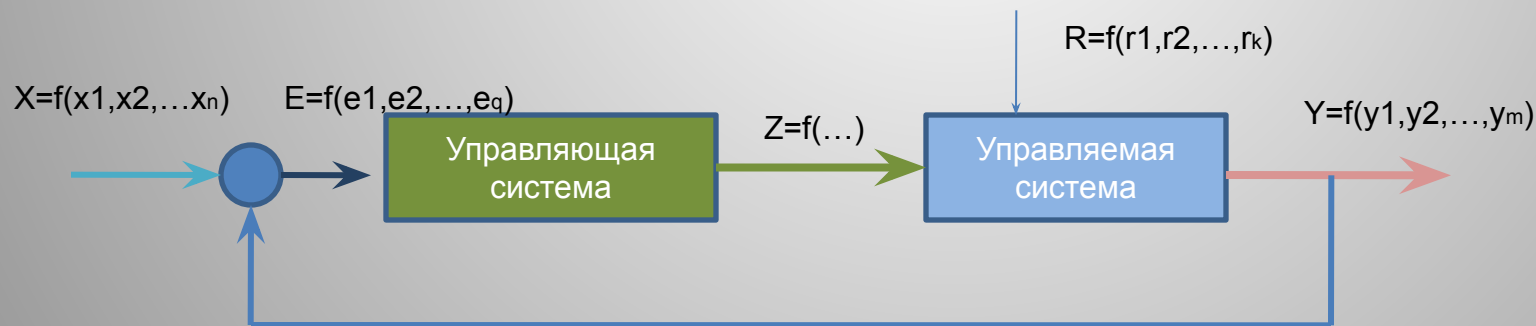 R=f(r1,r2,…,rk)
X=f(x1,x2,…xn)
E=f(e1,e2,…,eq)
Управляющая
система
Z=f(…)
Управляемая
система
Y=f(y1,y2,…,ym)